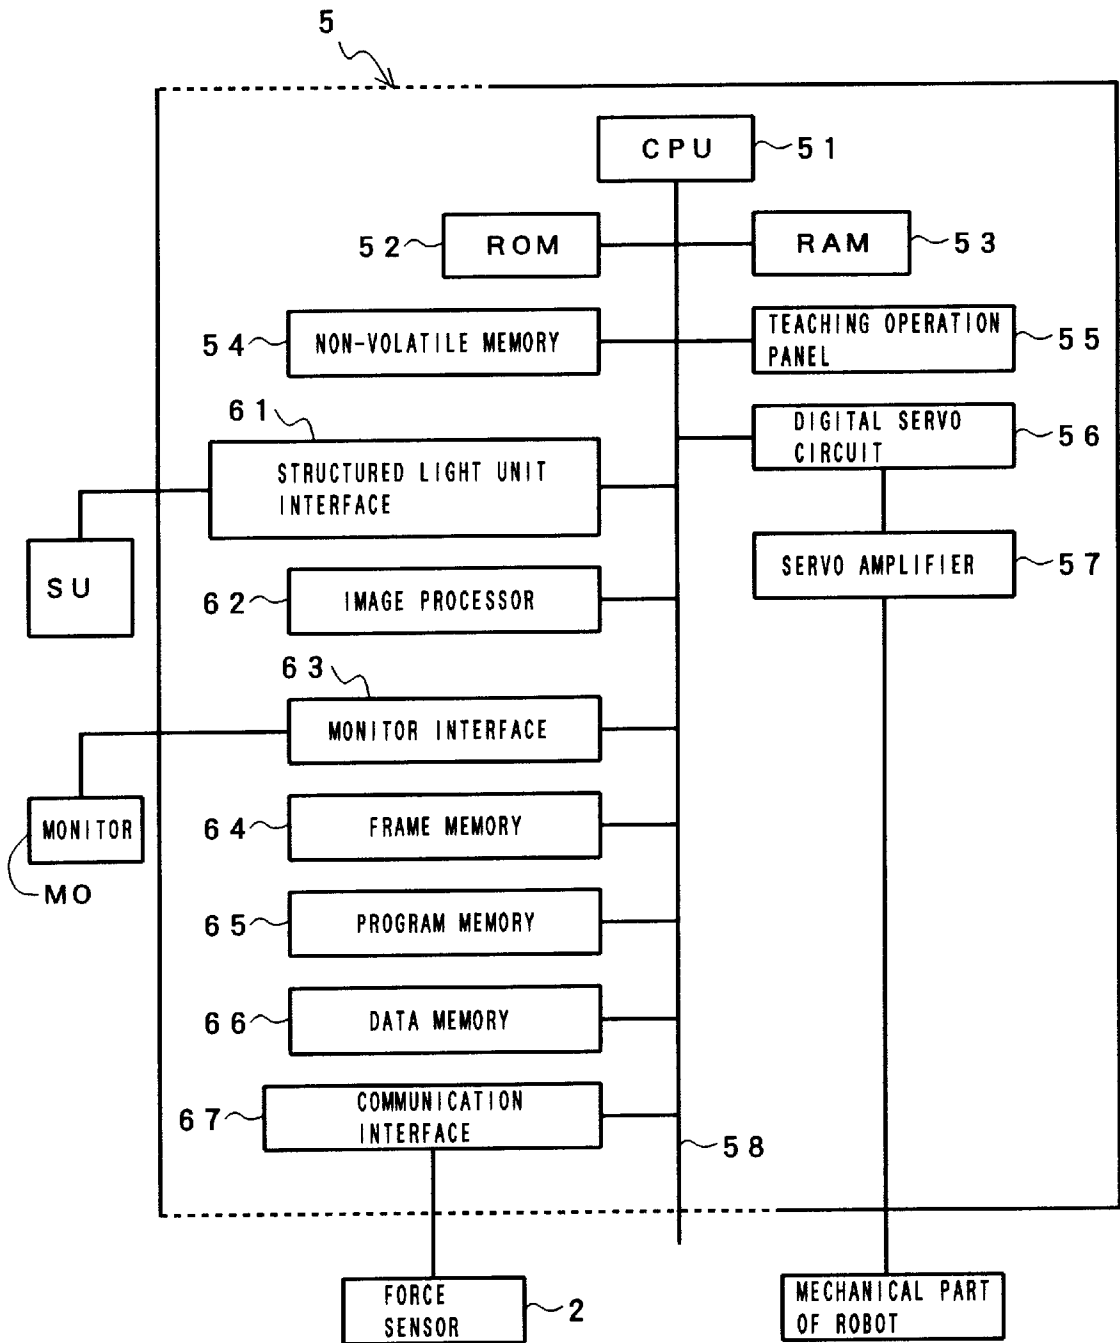 5
CPU
51
52
ROM
RAM
53
54
NON-VOLATILE MEMORY
TEACHING OPERATION
PANEL
55
61
STRUCTURED LIGHT UNIT
INTERFACE
DIGITAL SERVO
CIRCUIT
56
SU
SERVO AMPLIFIER
57
62
IMAGE PROCESSOR
63
MONITOR INTERFACE
MONITOR
MO
64
FRAME MEMORY
65
PROGRAM MEMORY
66
DATA MEMORY
67
COMMUNICATION
INTERFACE
58
FORCE
SENSOR
2
MECHANICAL PART
OF ROBOT